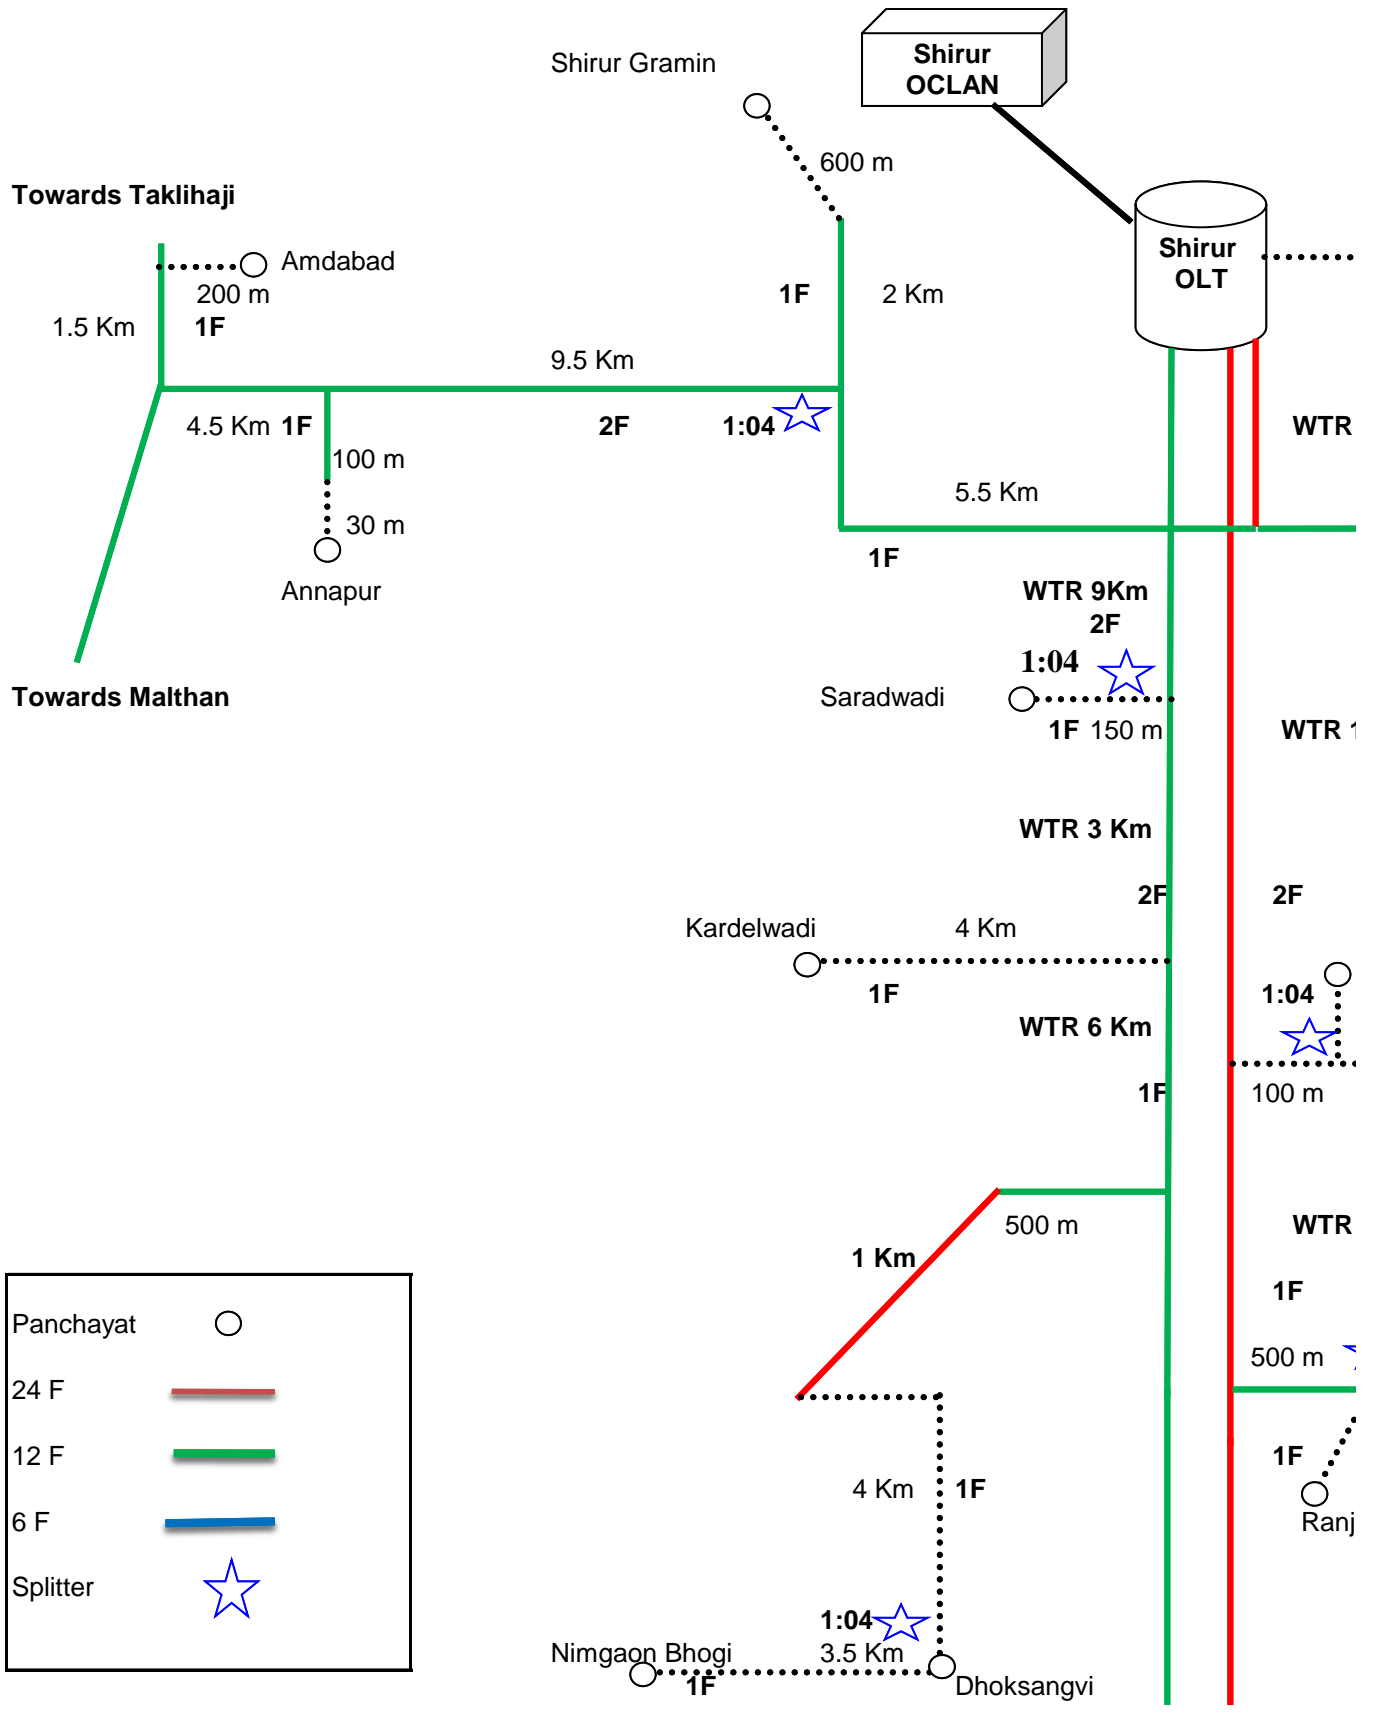 Shirur
OCLAN
Shirur Gramin
600 m
Towards Taklihaji
Shirur
OLT
Amdabad
200 m
1F
2 Km
1.5 Km
1F
9.5 Km
4.5 Km 1F
2F
1:04
WTR
100 m
5.5 Km
30 m
1F
Annapur
WTR 9Km
2F
1:04
Towards Malthan
Saradwadi
1F 150 m
WTR 1
WTR 3 Km
2F
2F
Kardelwadi
4 Km
1F
1:04
WTR 6 Km
1F
100 m
500 m
WTR
1 Km
1F
Panchayat
500 m
24 F
12 F
1F
4 Km
1F
6 F
Ranj
Splitter
1:04
Nimgaon Bhogi
3.5 Km
1F
Dhoksangvi